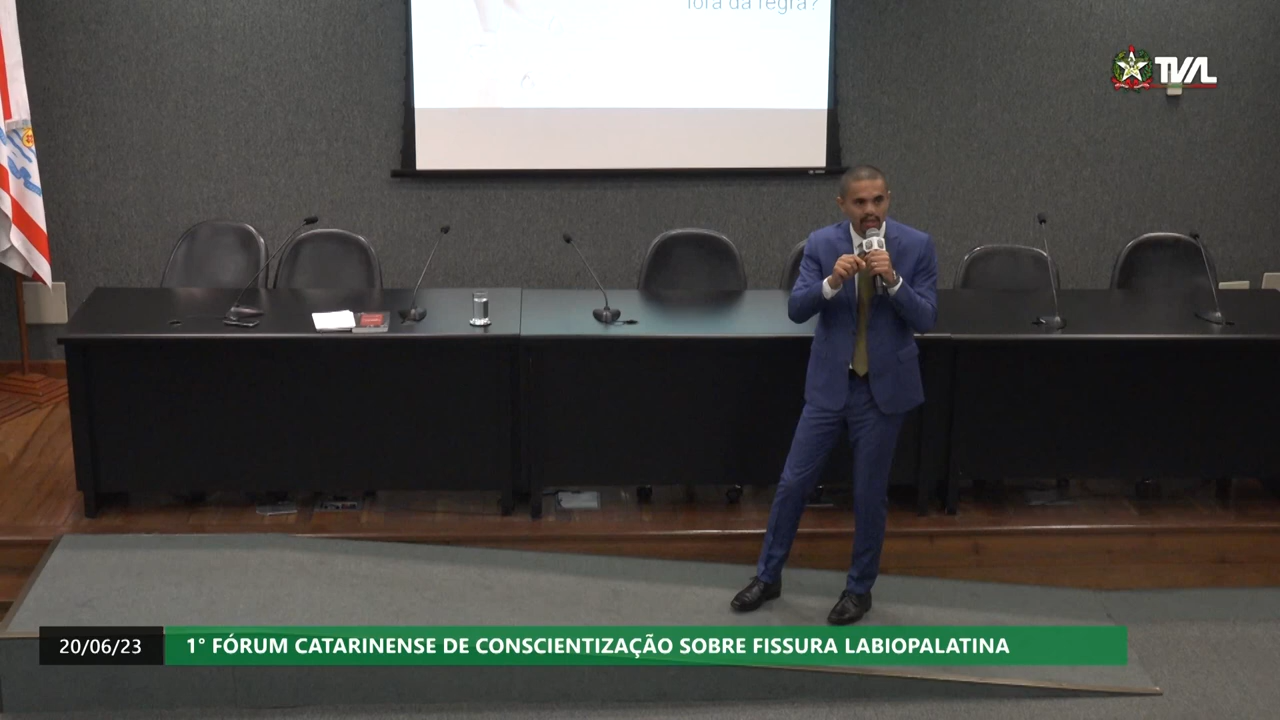 fora da regra?
TVAL
20/06/23
1° FÓRUM CATARINENSE DE CONSCIENTIZAÇÃO SOBRE FISSURA LABIOPALATINA